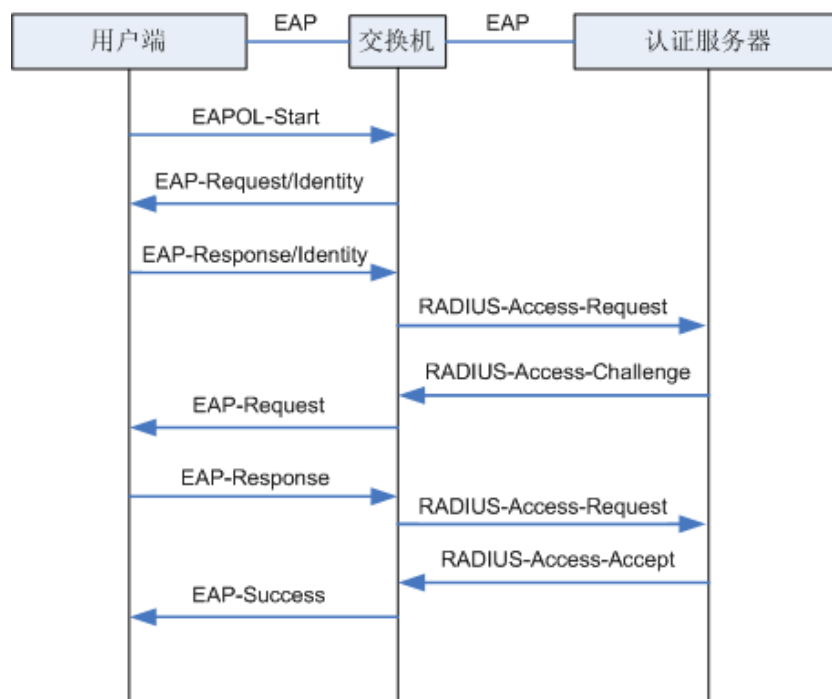 用户端
EAP
交换机
EAP
认证服务器
EAPOL-Start
EAP-Request/Identity
EAP-Response/Identity
RADIUS-Access-Request
RADIUS-Access-Challenge
EAP-Request
EAP-Response
RADIUS-Access-Request
RADIUS-Access-Accept
EAP-Success